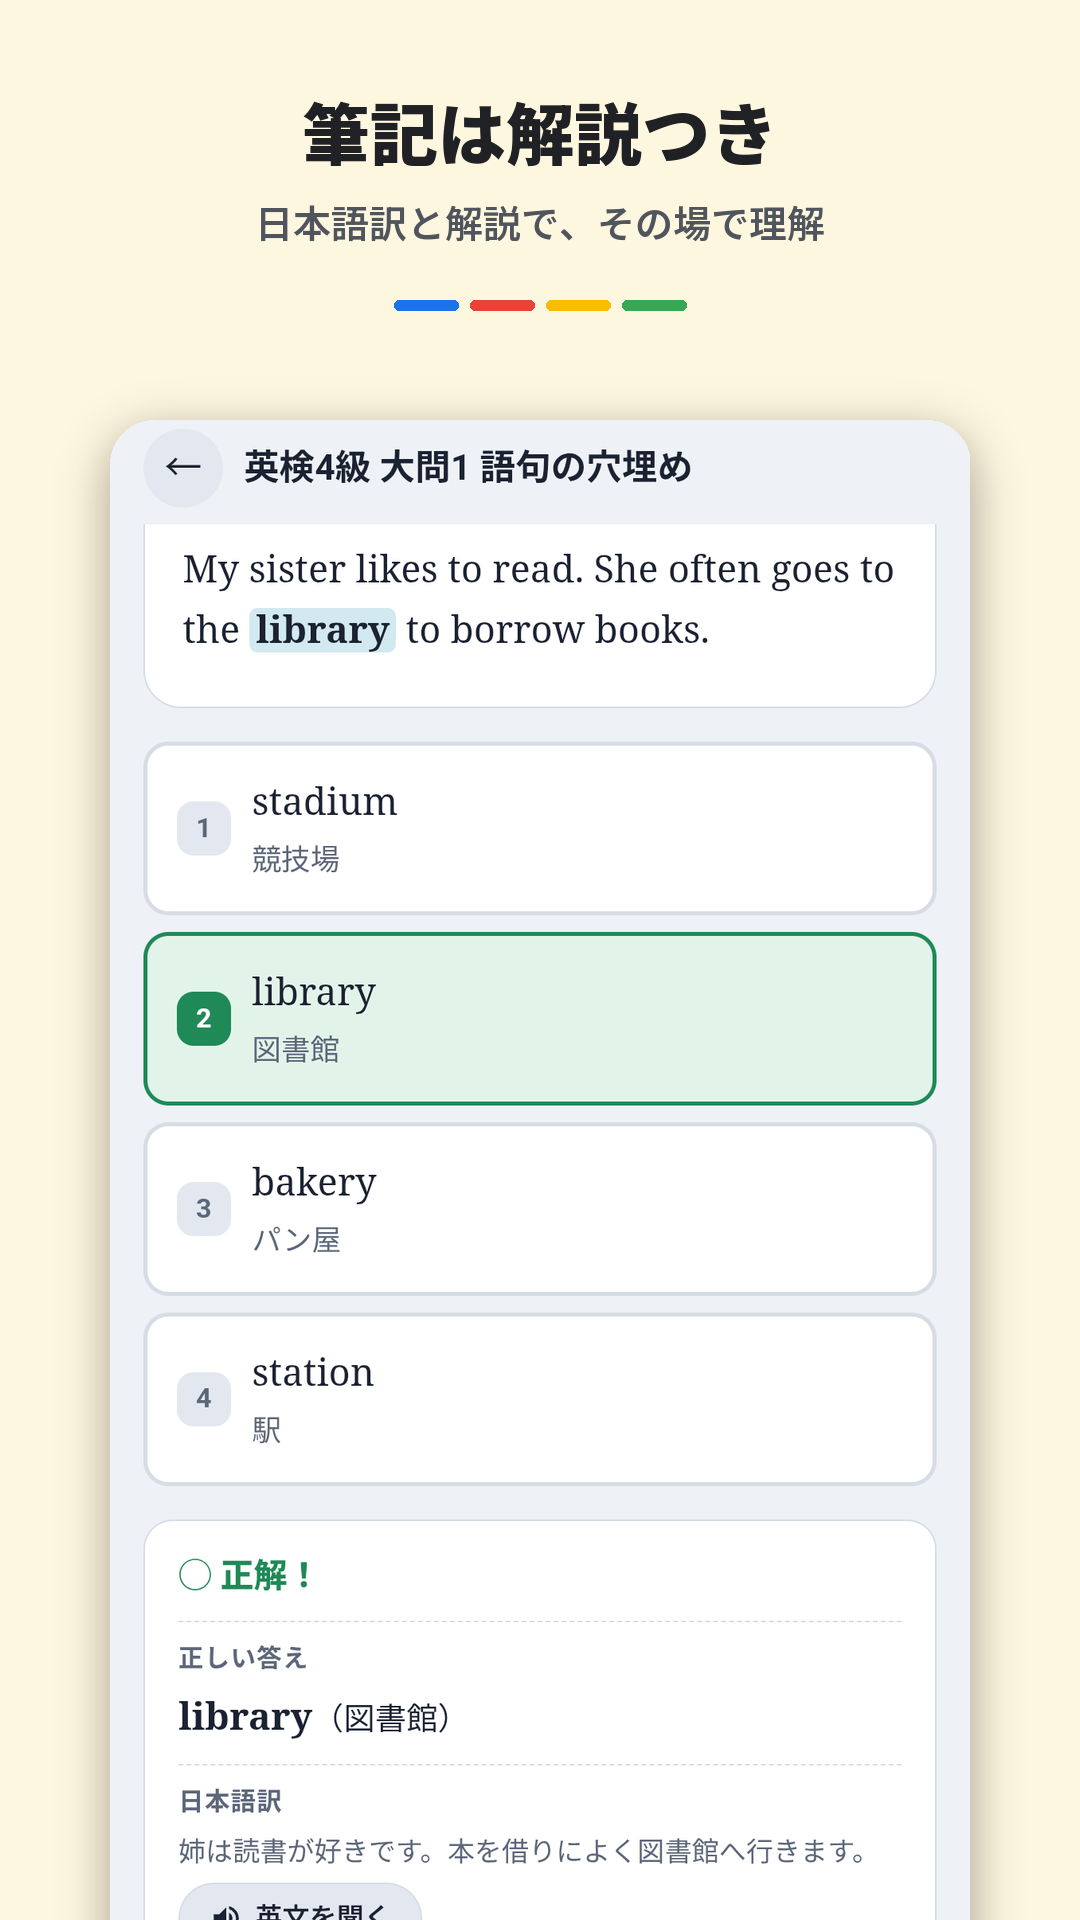 筆記は解説つき
日本語訳と解説で、その場で理解
← 英検4級 大問1 語句の穴埋め
My sister likes to read. She often goes to
the library to borrow books.
1 stadium
競技場
2 library
図書館
3 bakery
パン屋
4 station
駅
○ 正解！
正しい答え
library（図書館）
日本語訳
姉は読書が好きです。本を借りによく図書館へ行きます。
英文を聞く